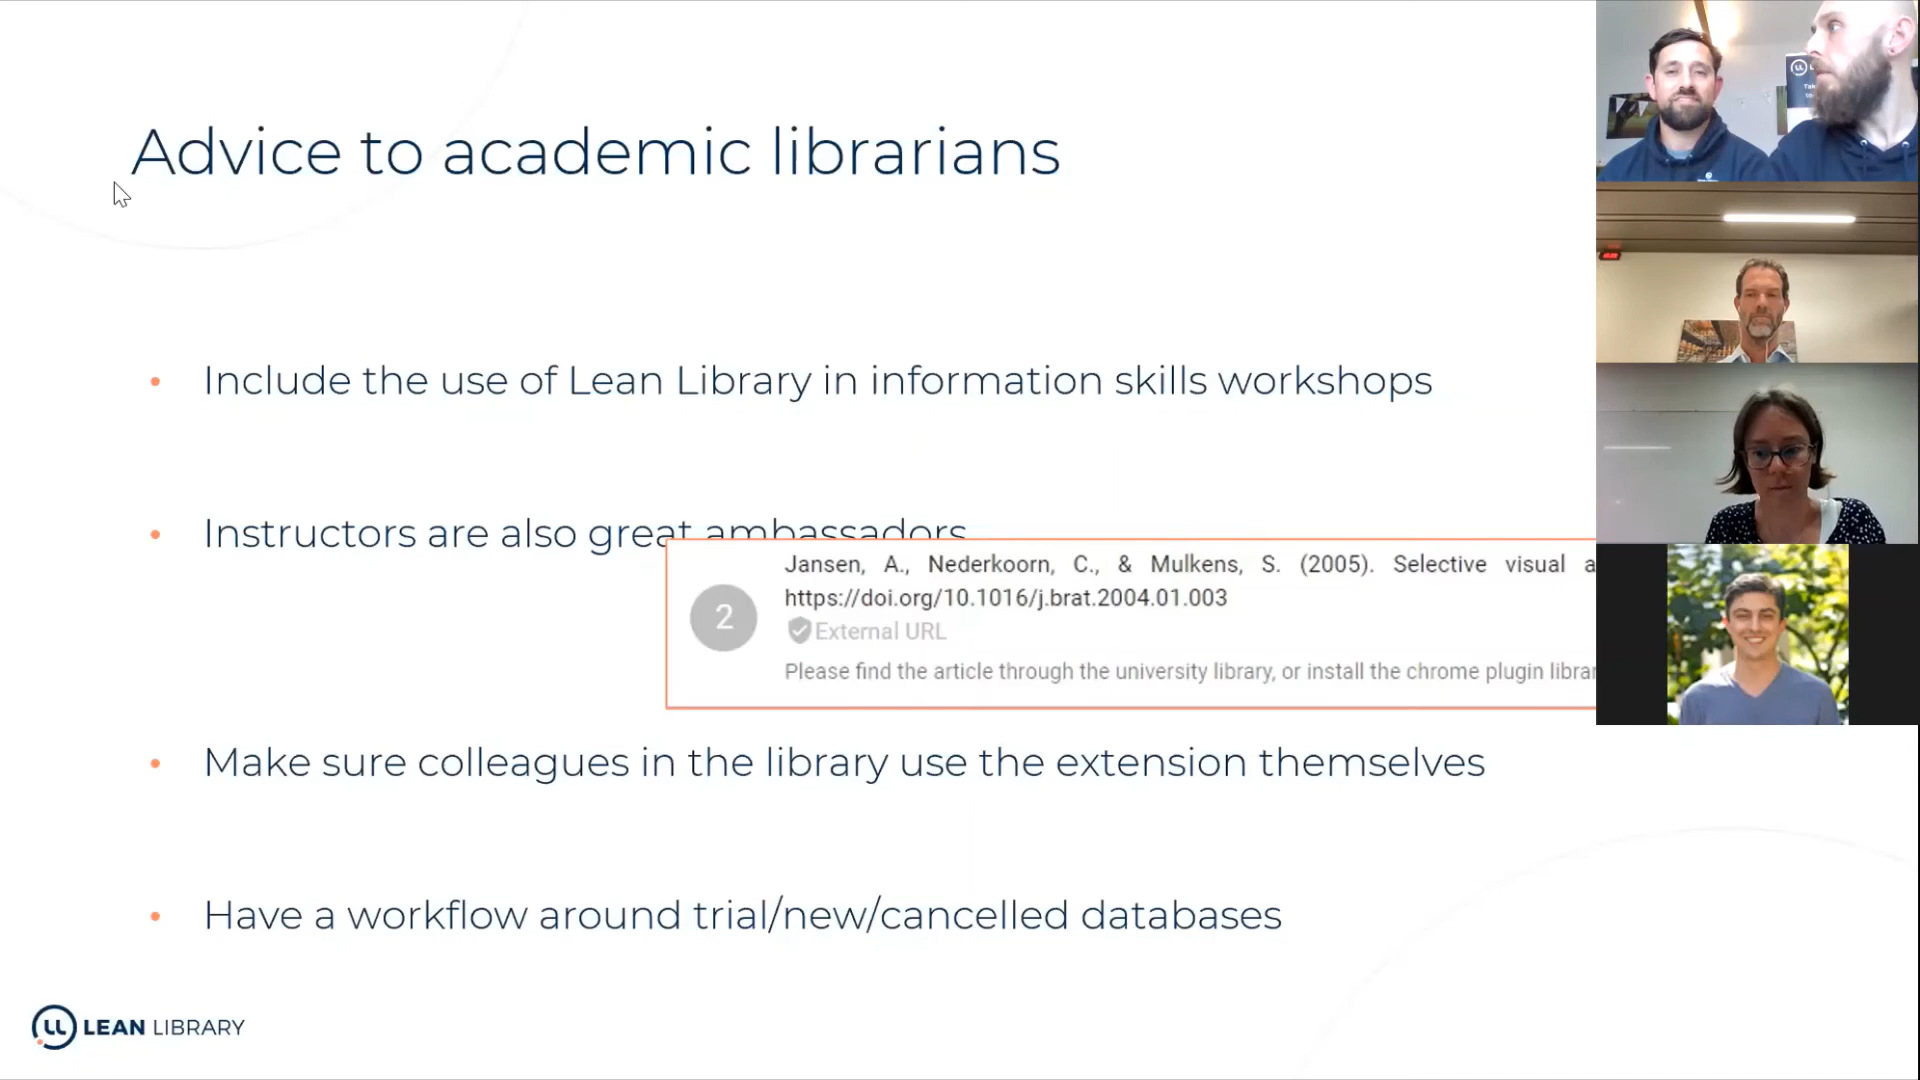 Advice to academic librarians
Include the use of Lean Library in information skills workshops
Instructors are also great ambassadors
2
Jansen, A., Nederkoorn, C., & Mulkens, S. (2005). Selective visual a
https://doi.org/10.1016/j.brat.2004.01.003
External URL
Please find the article through the university library, or install the chrome plugin librar
Make sure colleagues in the library use the extension themselves
Have a workflow around trial/new/cancelled databases
LL LEAN LIBRARY